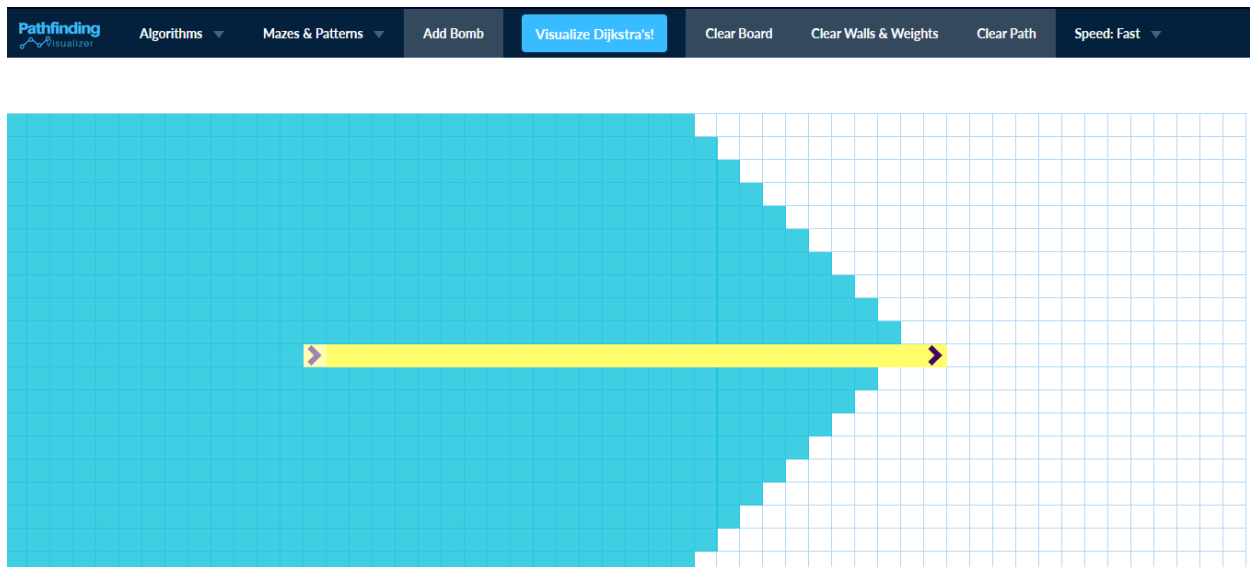 Pathfinding
Visualizer
Algorithms
Mazes & Patterns
Add Bomb
Visualize Dijkstra's!
Clear Board
Clear Walls & Weights
Clear Path
Speed: Fast